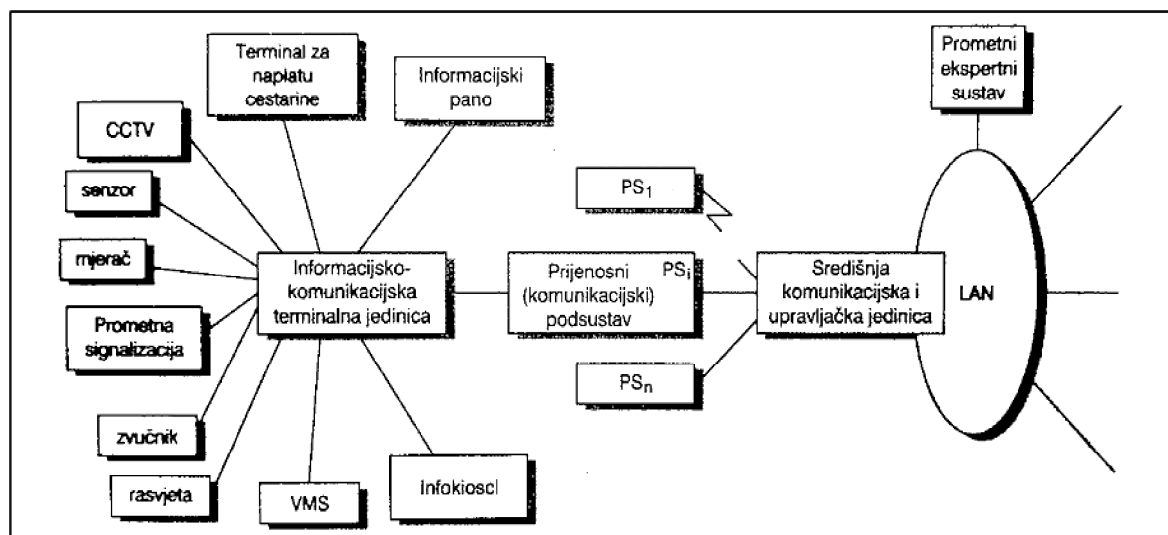 Terminal za
naplatu
cestarine
Informacijski
pano
Prometni
ekspertni
sustav
CCTV
senzor
mjerač
Prometna
signalizacija
zvučnik
rasvjeta
VMS
Infokiosci
Informacijsko-
komunikacijska
terminalna jedinica
PS1
Prijenosni PSi
(komunikacijski)
podsustav
PSn
Središnja
komunikacijska i
upravljačka jedinica
LAN